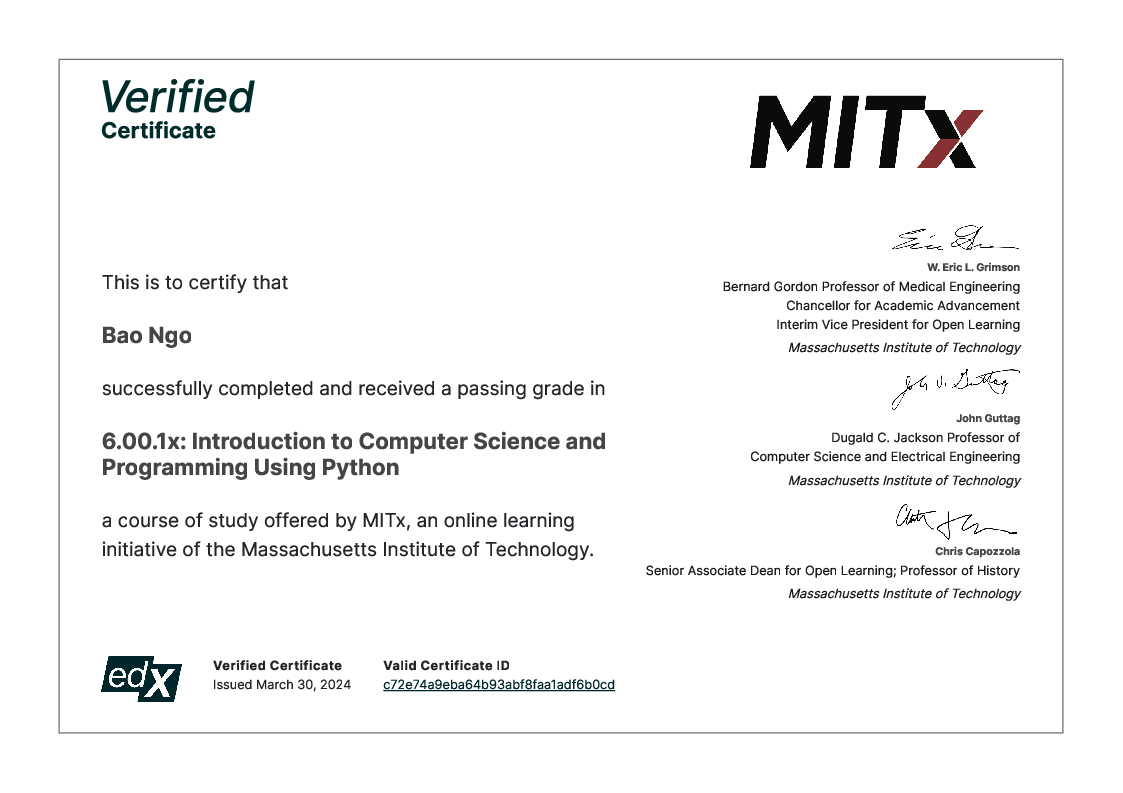 Verified
Certificate
MITx
This is to certify that
Bao Ngo
successfully completed and received a passing grade in
6.00.1x: Introduction to Computer Science and
Programming Using Python
a course of study offered by MITx, an online learning
initiative of the Massachusetts Institute of Technology.
W. Eric L. Grimson
Bernard Gordon Professor of Medical Engineering
Chancellor for Academic Advancement
Interim Vice President for Open Learning
Massachusetts Institute of Technology
John V. Guttag
John Guttag
Dugald C. Jackson Professor of
Computer Science and Electrical Engineering
Massachusetts Institute of Technology
Chris Capozzola
Senior Associate Dean for Open Learning; Professor of History
Massachusetts Institute of Technology
edX
Verified Certificate
Issued March 30, 2024
Valid Certificate ID
c72e74a9eba64b93abf8faa1adf6b0cd